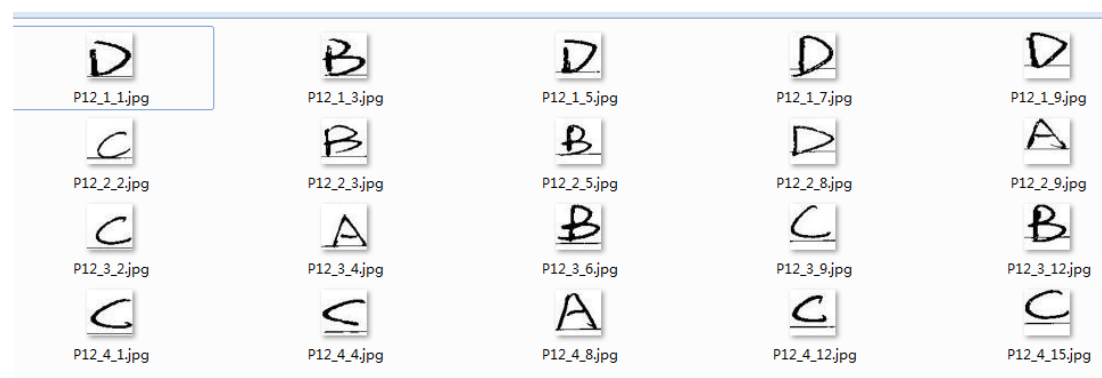 D B D D D
P12_1_1.jpg P12_1_3.jpg P12_1_5.jpg P12_1_7.jpg P12_1_9.jpg
C B B D A
P12_2_2.jpg P12_2_3.jpg P12_2_5.jpg P12_2_8.jpg P12_2_9.jpg
C A B C B
P12_3_2.jpg P12_3_4.jpg P12_3_6.jpg P12_3_9.jpg P12_3_12.jpg
C C A C C
P12_4_1.jpg P12_4_4.jpg P12_4_8.jpg P12_4_12.jpg P12_4_15.jpg